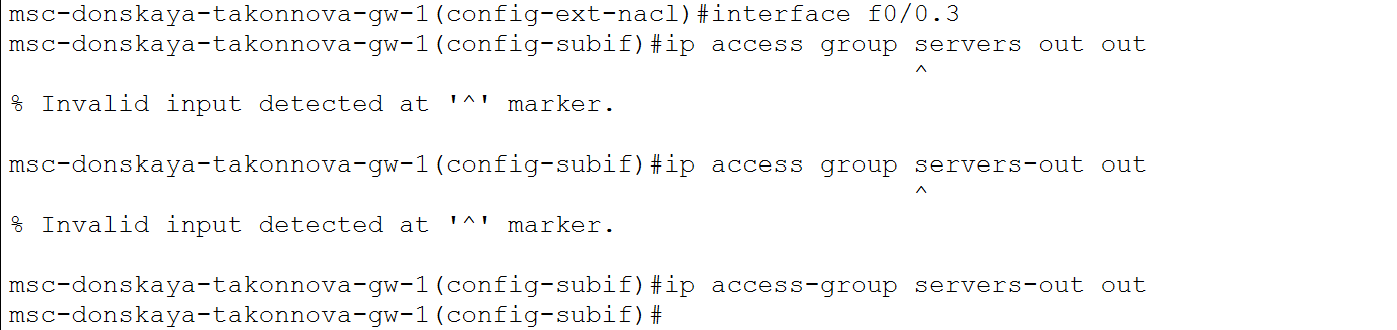 msc-donskaya-takonnova-gw-1(config-ext-nacl)#interface f0/0.3
msc-donskaya-takonnova-gw-1(config-subif)#ip access group servers out out
^
% Invalid input detected at '^' marker.
msc-donskaya-takonnova-gw-1(config-subif)#ip access group servers-out out
^
% Invalid input detected at '^' marker.
msc-donskaya-takonnova-gw-1(config-subif)#ip access-group servers-out out
msc-donskaya-takonnova-gw-1(config-subif)#